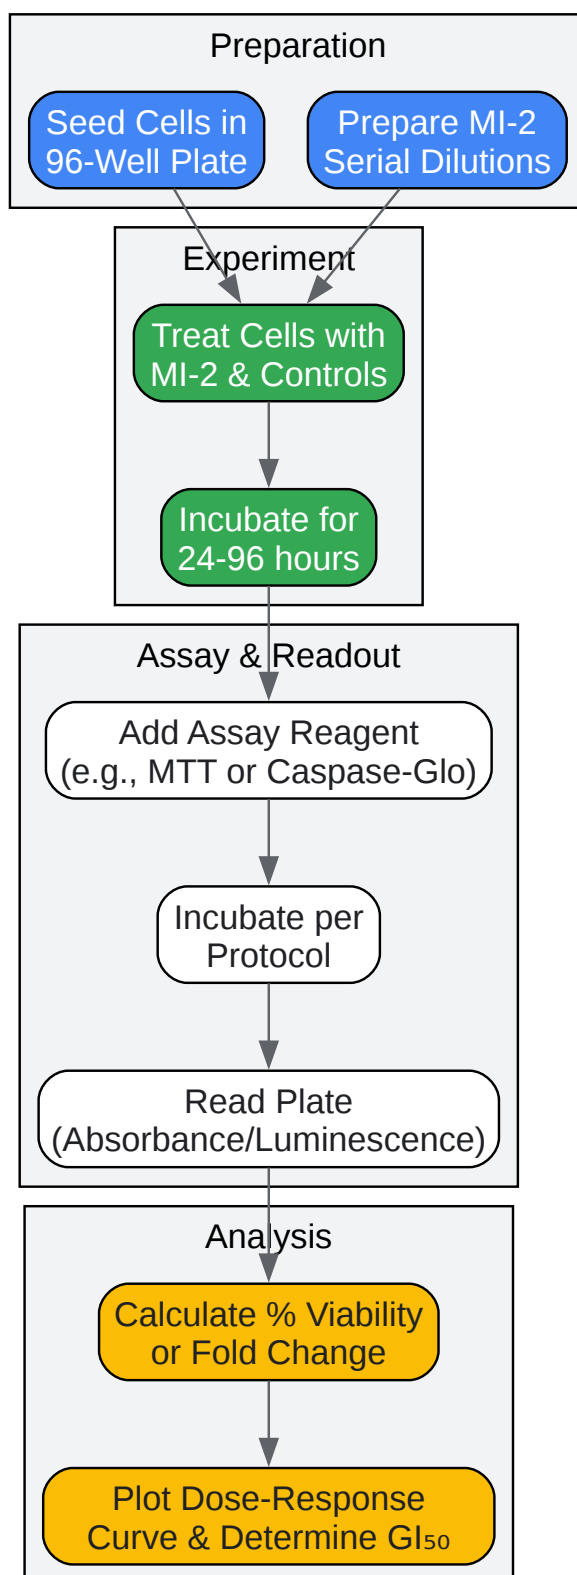 Preparation
Seed Cells in
96-Well Plate
Prepare MI-2
Serial Dilutions
Experiment
Treat Cells with
MI-2 & Controls
Incubate for
24-96 hours
Assay & Readout
Add Assay Reagent
(e.g., MTT or Caspase-Glo)
Incubate per
Protocol
Read Plate
(Absorbance/Luminescence)
Analysis
Calculate % Viability
or Fold Change
Plot Dose-Response
Curve & Determine GI₅₀